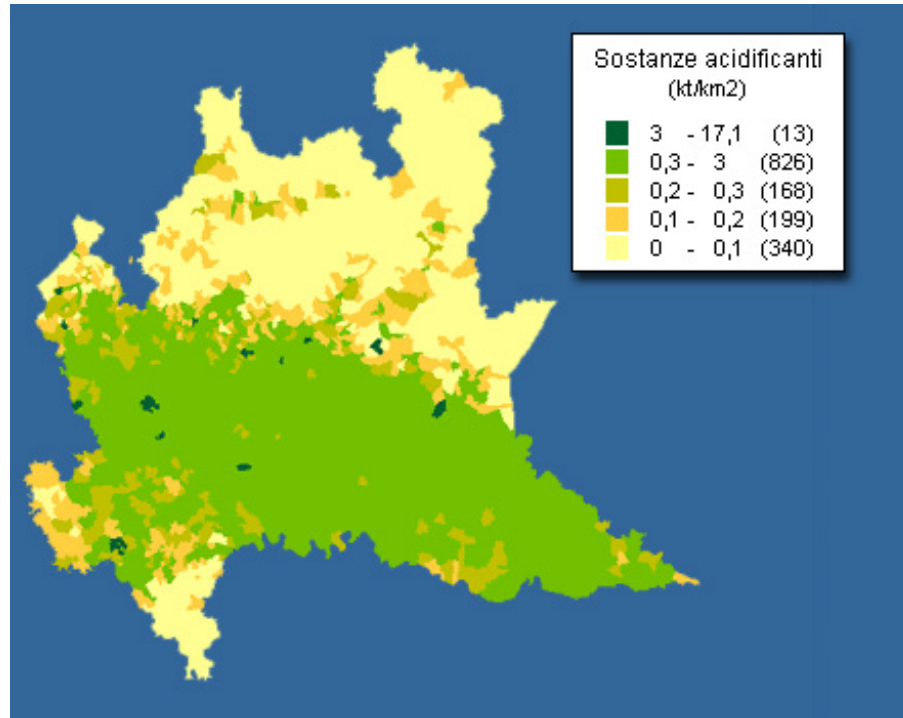 Sostanze acidificanti
(kt/km2)
3 - 17,1 (13)
0,3 - 3 (826)
0,2 - 0,3 (168)
0,1 - 0,2 (199)
0 - 0,1 (340)